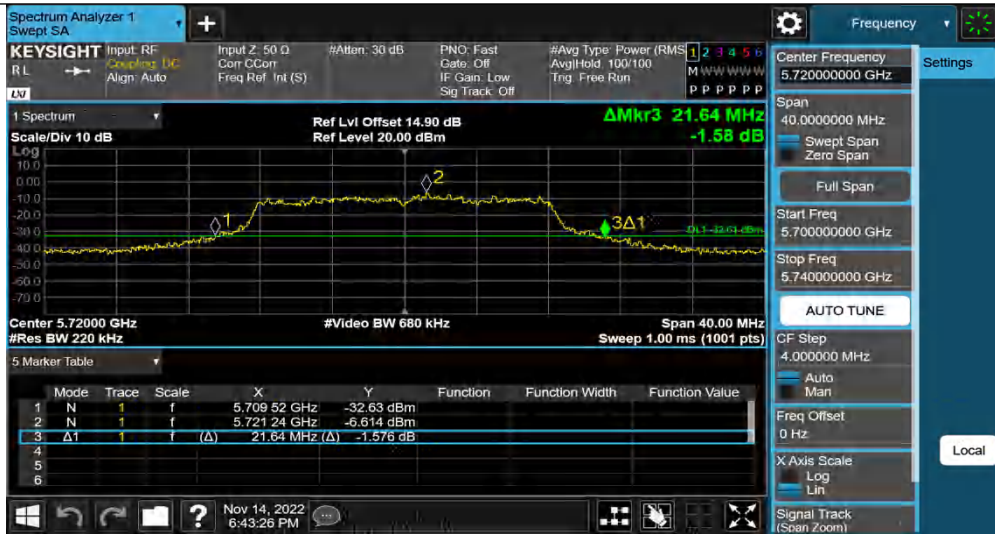 Spectrum Analyzer 1
Swept SA
+
Frequency
KEYSIGHT Input: RF Input Z: 50 Ω #Atten: 30 dB PNO: Fast #Avg Type: Power (RMS 1 2 3 4 5 6
RL Coupling: DC Corr CCorr Gate: Off Avg|Hold: 100/100 M W W W W W
Align: Auto Freq Ref: Int (S) IF Gain: Low Trig: Free Run
LXI Sig Track: Off P P P P P P
1 Spectrum
Ref Lvl Offset 14.90 dB ΔMkr3 21.64 MHz
Scale/Div 10 dB Ref Level 20.00 dBm -1.58 dB
Log
10.0
0.00
-10.0
-20.0
-30.0
-40.0
-50.0
-60.0
-70.0
1
2
3Δ1
DL1 -32.61 dBm
Center 5.72000 GHz #Video BW 680 kHz Span 40.00 MHz
#Res BW 220 kHz Sweep 1.00 ms (1001 pts)
5 Marker Table
Mode Trace Scale X Y Function Function Width Function Value
1 N 1 f 5.709 52 GHz -32.63 dBm
2 N 1 f 5.721 24 GHz -6.614 dBm
3 Δ1 1 f (Δ) 21.64 MHz (Δ) -1.576 dB
4
5
6
?
Nov 14, 2022
6:43:26 PM
Center Frequency
5.720000000 GHz
Span
40.0000000 MHz
Swept Span
Zero Span
Full Span
Start Freq
5.700000000 GHz
Stop Freq
5.740000000 GHz
AUTO TUNE
CF Step
4.000000 MHz
Auto
Man
Freq Offset
0 Hz
X Axis Scale
Log
Lin
Signal Track
(Span Zoom)
Settings
Local